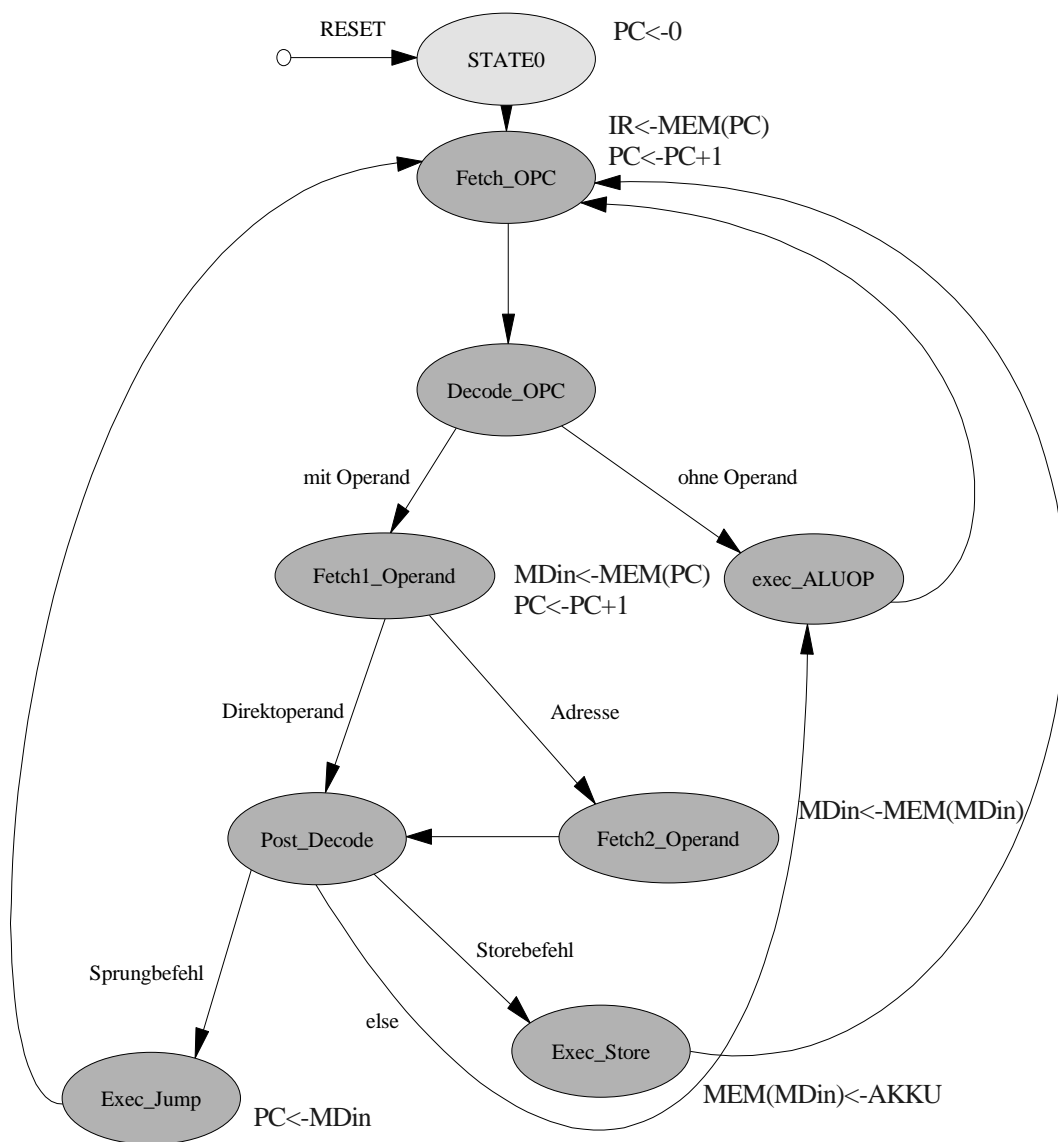 RESET
PC<-0
STATE0
IR<-MEM(PC)
PC<-PC+1
Fetch_OPC
Decode_OPC
mit Operand
ohne Operand
Fetch1_Operand
MDin<-MEM(PC)
PC<-PC+1
exec_ALUOP
Direktoperand
Adresse
MDin<-MEM(MDin)
Post_Decode
Fetch2_Operand
Storebefehl
Sprungbefehl
else
Exec_Store
Exec_Jump
MEM(MDin)<-AKKU
PC<-MDin